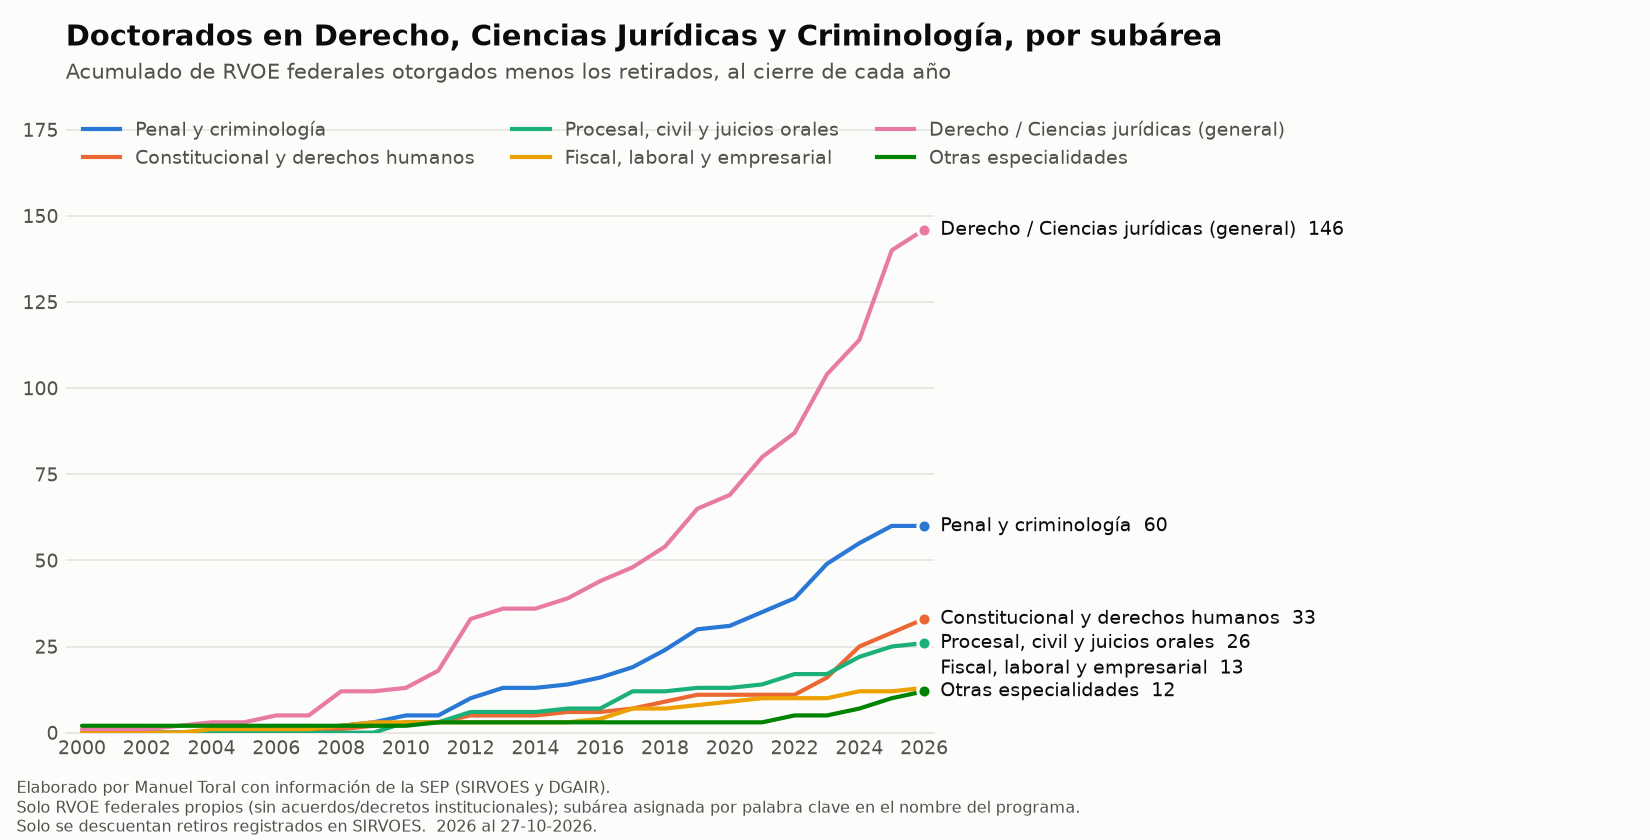 Doctorados en Derecho, Ciencias Jurídicas y Criminología, por subárea
Acumulado de RVOE federales otorgados menos los retirados, al cierre de cada año
175
Penal y criminología
Procesal, civil y juicios orales
Derecho / Ciencias jurídicas (general)
Constitucional y derechos humanos
Fiscal, laboral y empresarial
Otras especialidades
150
Derecho / Ciencias jurídicas (general) 146
125
100
75
Penal y criminología 60
50
Constitucional y derechos humanos 33
25
Procesal, civil y juicios orales 26
Fiscal, laboral y empresarial 13
Otras especialidades 12
0
2000 2002 2004 2006 2008 2010 2012 2014 2016 2018 2020 2022 2024 2026
Elaborado por Manuel Toral con información de la SEP (SIRVOES y DGAIR).
Solo RVOE federales propios (sin acuerdos/decretos institucionales); subárea asignada por palabra clave en el nombre del programa.
Solo se descuentan retiros registrados en SIRVOES. 2026 al 27-10-2026.